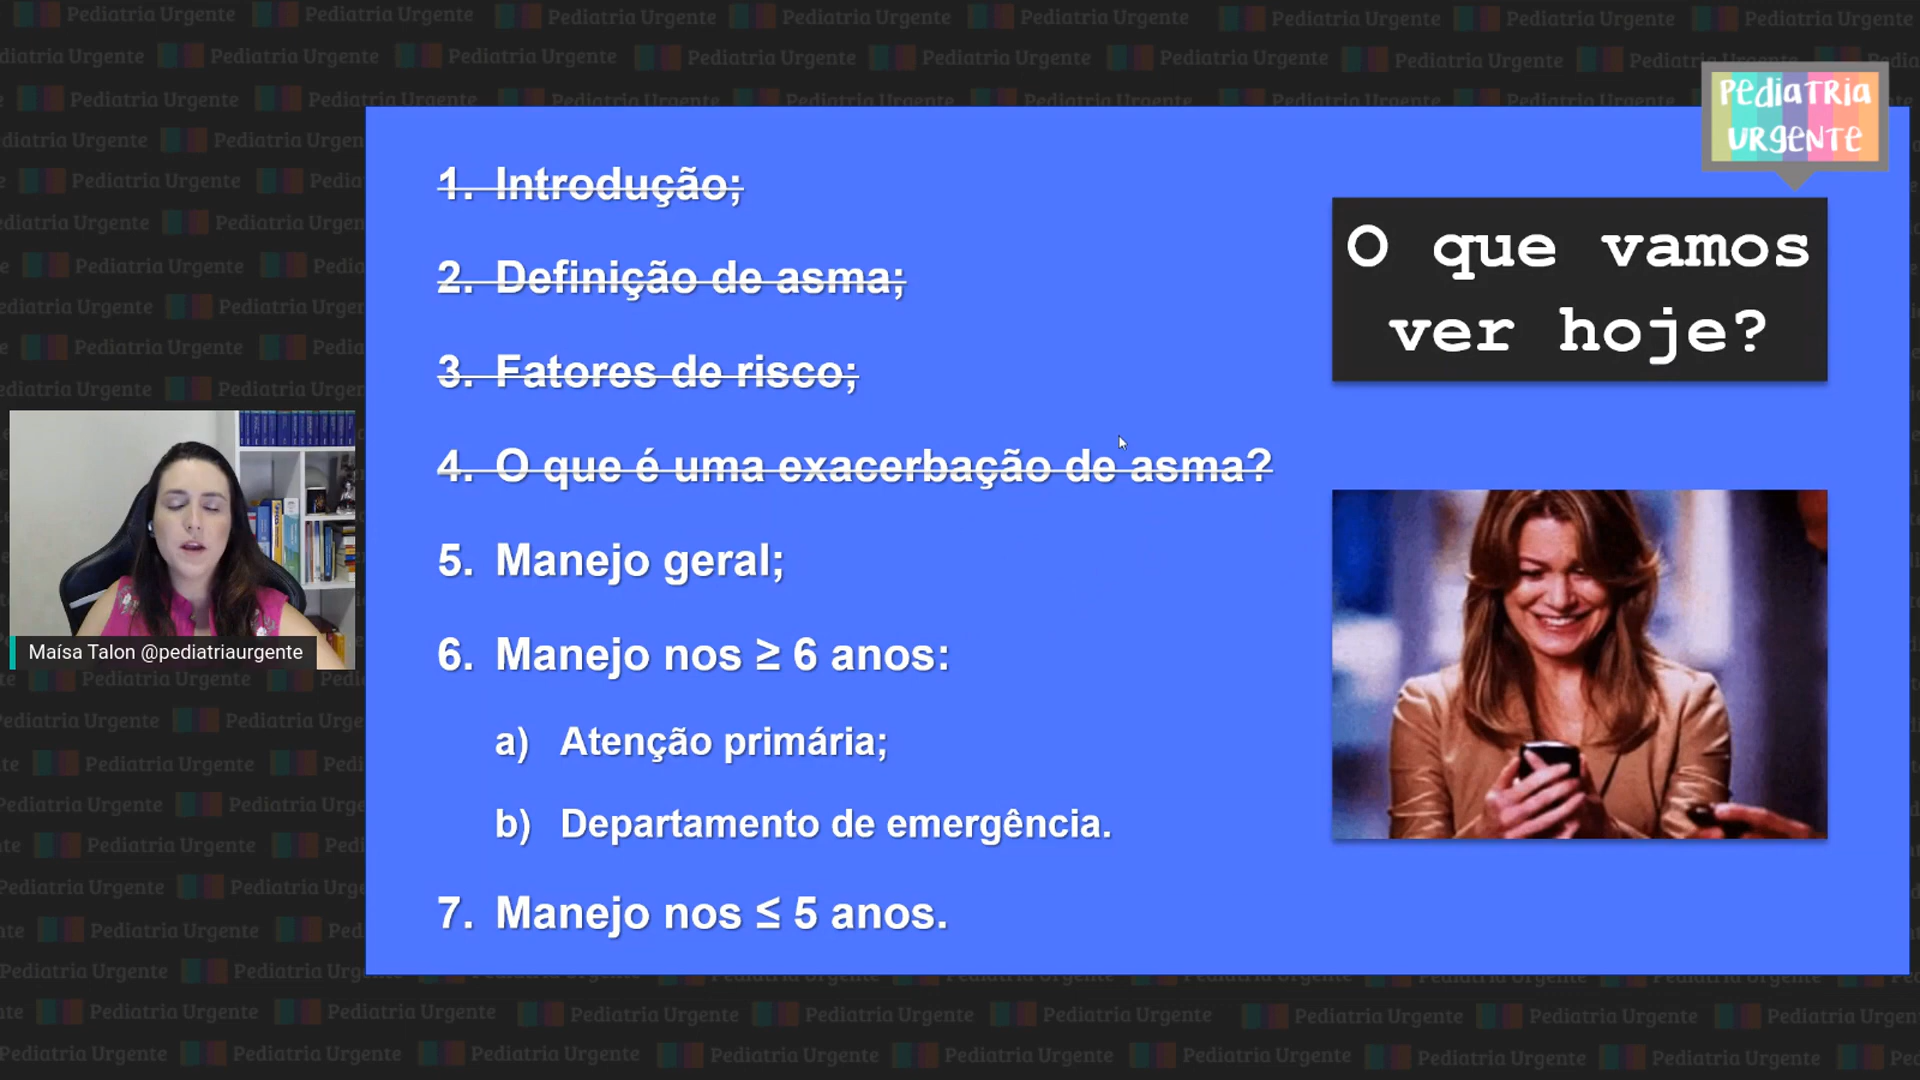 Pediatria
Urgente
1. Introdução;
2. Definição de asma;
3. Fatores de risco;
4. O que é uma exacerbação de asma?
5. Manejo geral;
6. Manejo nos ≥ 6 anos:
a) Atenção primária;
b) Departamento de emergência.
7. Manejo nos ≤ 5 anos.
O que vamos
ver hoje?
Maísa Talon @pediatriaurgente
Pediatria Urgente